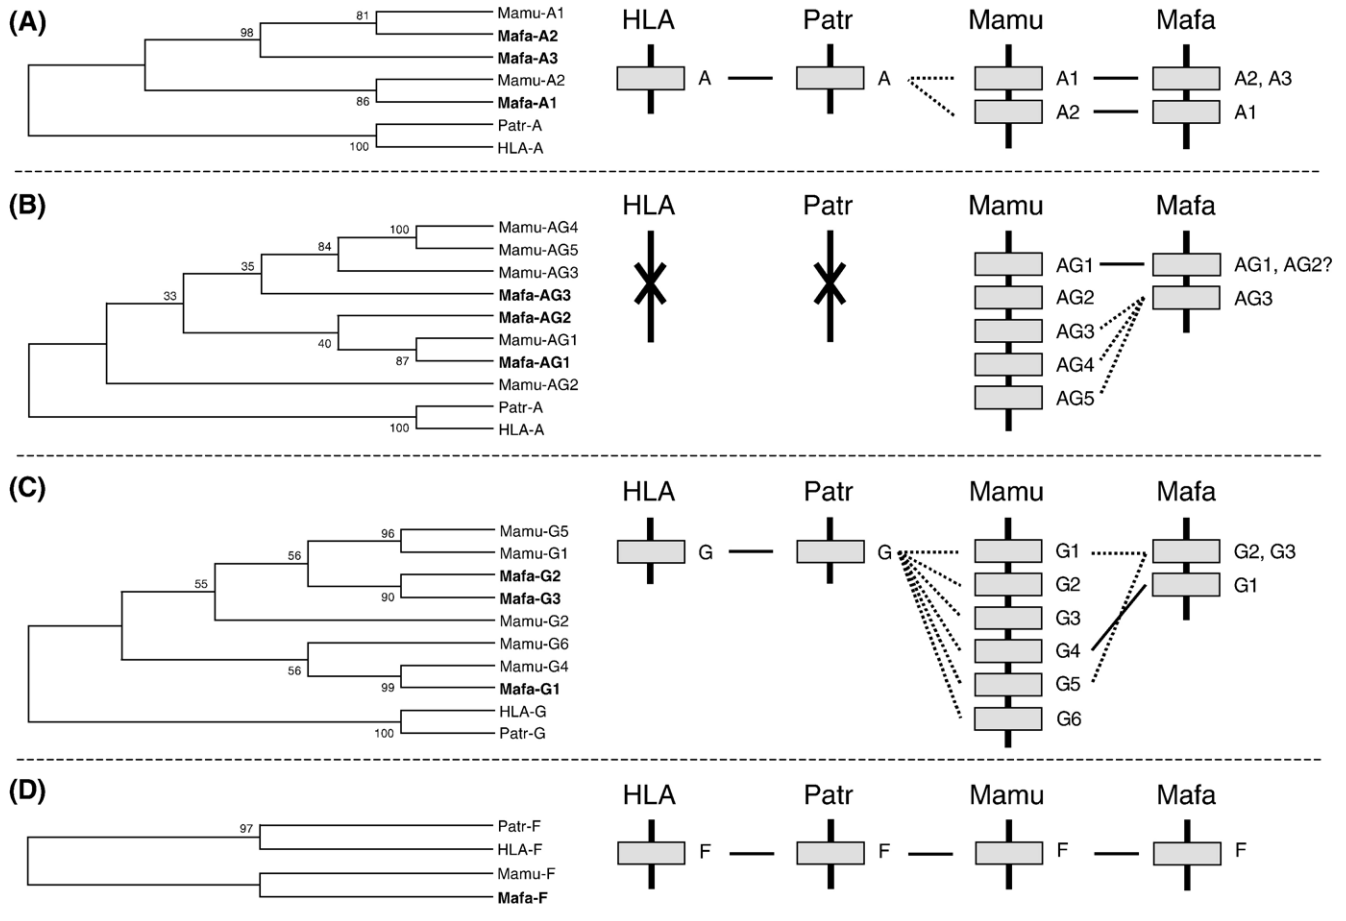 (A)
81
Mamu-A1
Mafa-A2
98
Mafa-A3
Mamu-A2
86
Mafa-A1
Patr-A
100
HLA-A
HLA Patr Mamu Mafa
A A A1 A2, A3
A2 A1
(B)
100
Mamu-AG4
84
Mamu-AG5
35
Mamu-AG3
33
Mafa-AG3
Mafa-AG2
40
Mamu-AG1
87
Mafa-AG1
Mamu-AG2
Patr-A
100
HLA-A
HLA Patr Mamu Mafa
AG1 AG1, AG2?
AG2 AG3
AG3
AG4
AG5
(C)
96
Mamu-G5
56
Mamu-G1
55
Mafa-G2
90
Mafa-G3
Mamu-G2
Mamu-G6
56
Mamu-G4
99
Mafa-G1
HLA-G
100
Patr-G
HLA Patr Mamu Mafa
G G G1 G2, G3
G2 G1
G3
G4
G5
G6
(D)
97
Patr-F
HLA-F
Mamu-F
Mafa-F
HLA Patr Mamu Mafa
F F F F